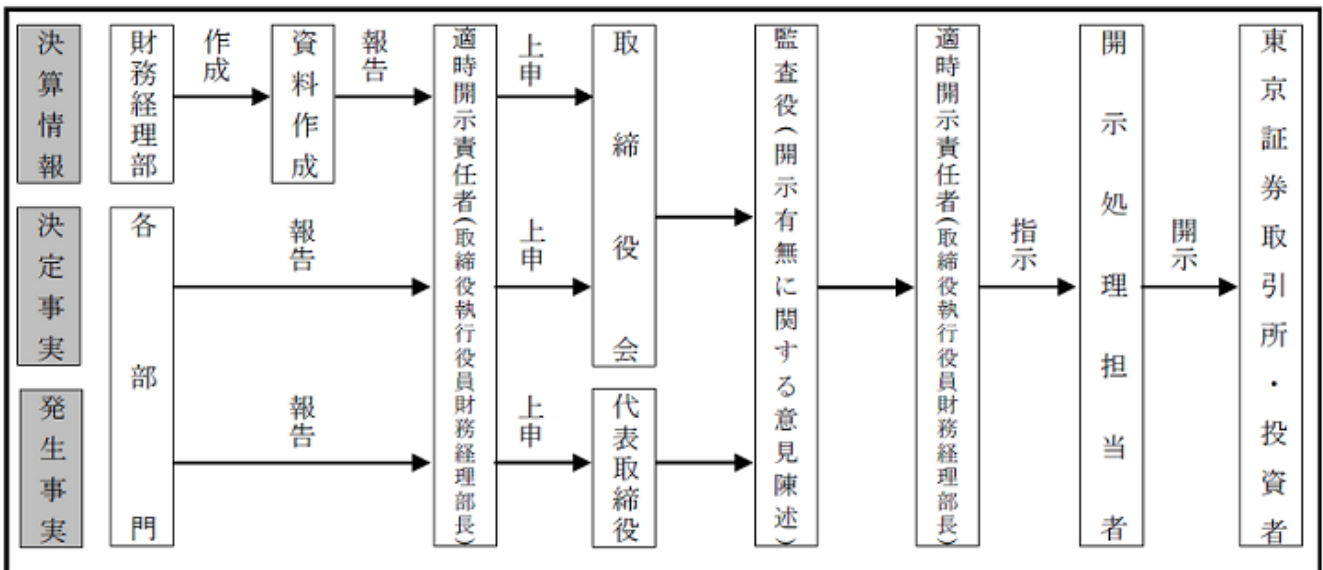 決算情報
財務経理部
作成
資料作成
報告
適時開示責任者(取締役執行役員財務経理部長)
上申
取締役会
監査役(開示有無に関する意見陳述)
適時開示責任者(取締役執行役員財務経理部長)
指示
開示処理担当者
開示
東京証券取引所・投資者
決定事実
各部門
報告
上申
発生事実
報告
上申
代表取締役